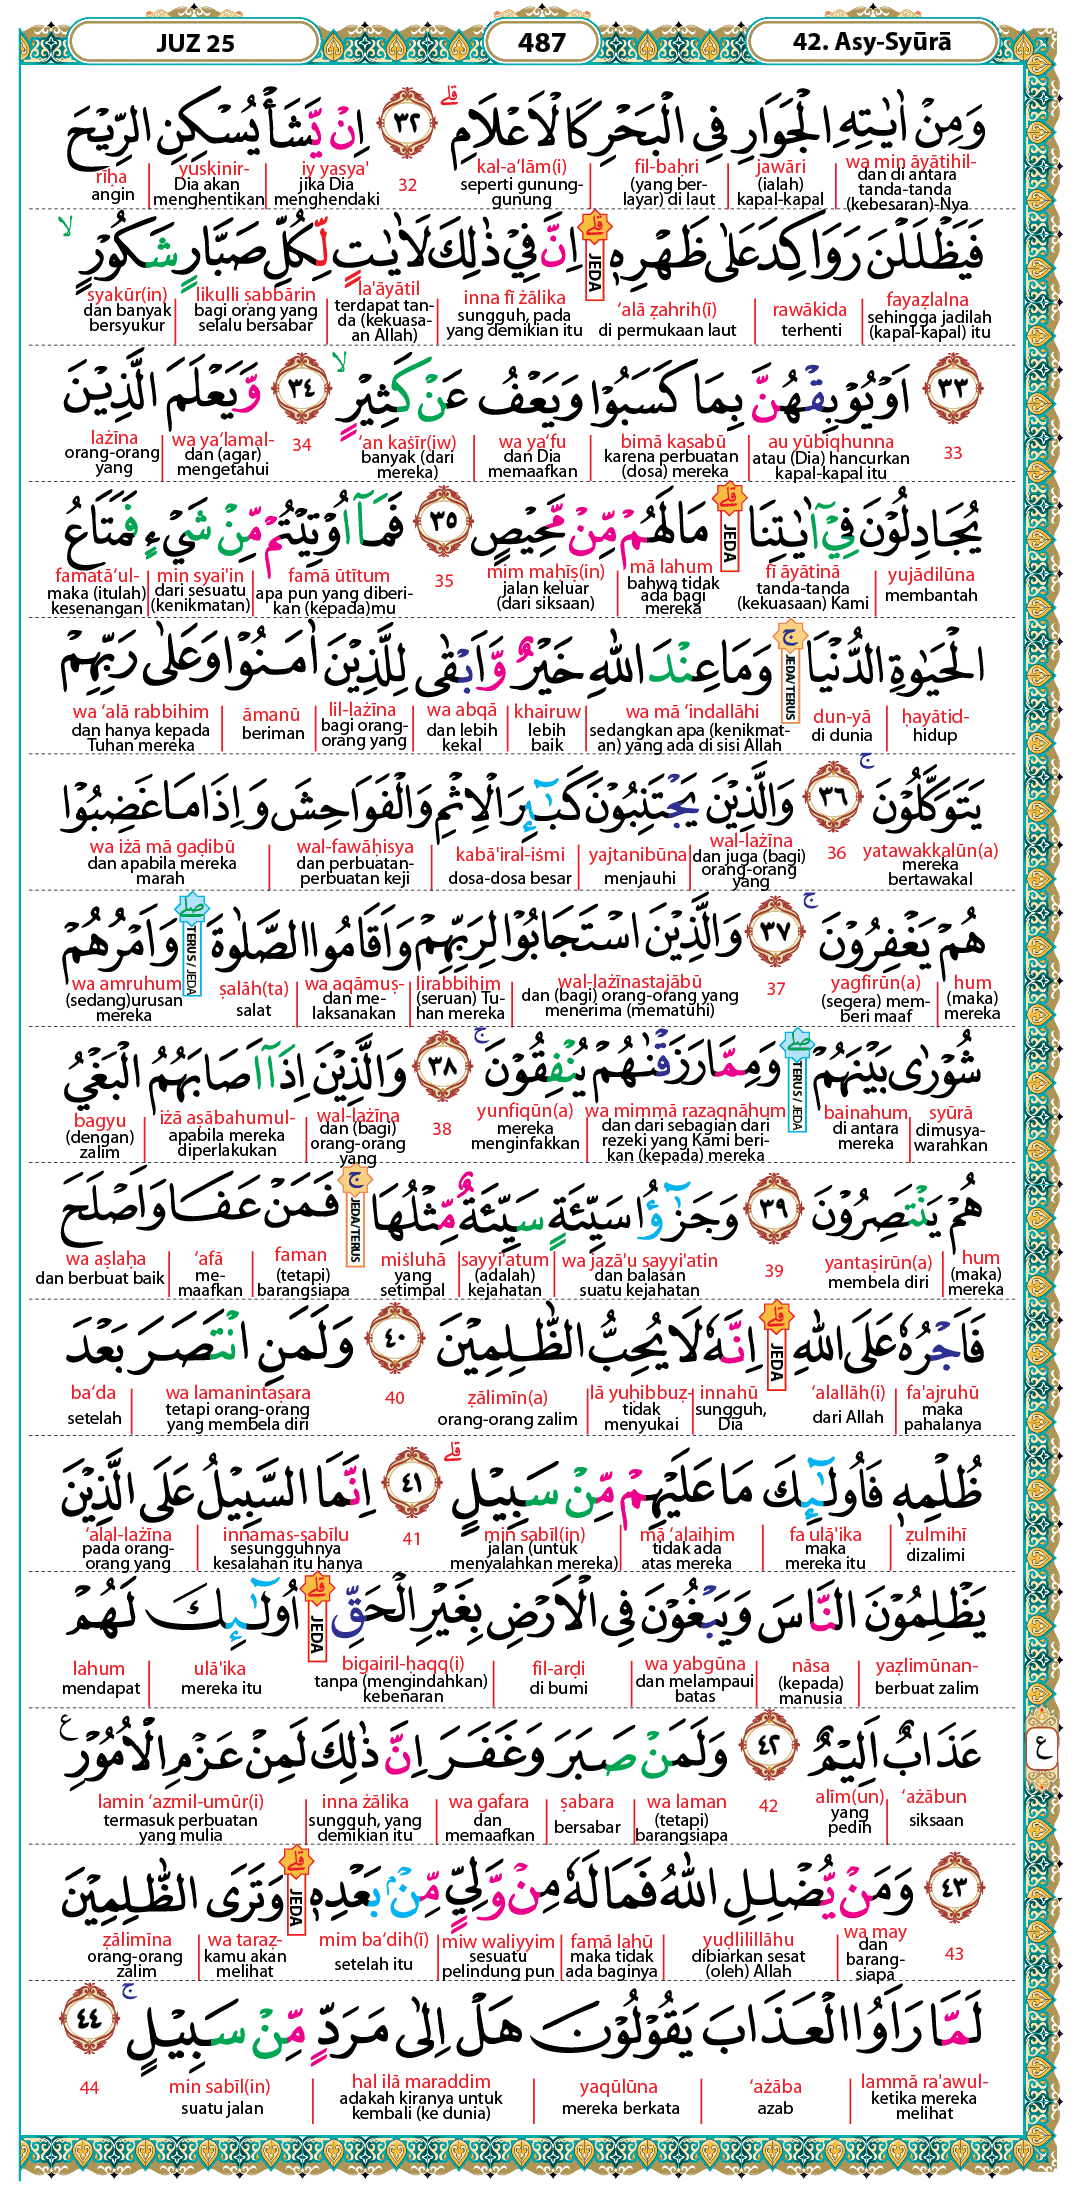 JUZ 25
487
42. Asy-Syūrā
وَمِنْ اٰيٰتِهِ الْجَوَارِ فِى الْبَحْرِ كَالْاَعْلَامِ ۗ ٣٢ اِنْ يَّشَأْ يُسْكِنِ الرِّيْحَ
wa min āyātihil- jawāri fil-baḥri kal-a‘lām(i) 32 iy yasya' yuskinir- rīḥa
dan di antara tanda-tanda (kebesaran)-Nya (ialah) kapal-kapal (yang ber-layar) di laut seperti gunung-gunung jika Dia menghendaki Dia akan menghentikan angin
فَيَظْلَلْنَ رَوَاكِدَ عَلٰى ظَهْرِهٖ ۗ اِنَّ فِيْ ذٰلِكَ لَاٰيٰتٍ لِّكُلِّ صَبَّارٍ شَكُوْرٍ ۙ
JEDA
fayaẓlalna rawākida ‘alā ẓahrih(ī) inna fī żālika la'āyātil likulli ṣabbārin syakūr(in)
sehingga jadilah (kapal-kapal) itu terhenti di permukaan laut sungguh, pada yang demikian itu terdapat tan-da (kekuasa-an Allah) bagi orang yang selalu bersabar dan banyak bersyukur
٣٣ اَوْ يُوْبِقْهُنَّ بِمَا كَسَبُوْا وَيَعْفُ عَنْ كَثِيْرٍ ۙ ٣٤ وَّيَعْلَمَ الَّذِيْنَ
33 au yūbiqhunna bimā kasabū wa ya‘fu ‘an kaṡīr(iw) 34 wa ya‘lamal- lażīna
atau (Dia) hancurkan kapal-kapal itu karena perbuatan (dosa) mereka dan Dia memaafkan banyak (dari mereka) dan (agar) mengetahui orang-orang yang
يُجَادِلُوْنَ فِيْٓ اٰيٰتِنَا ۗ مَا لَهُمْ مِّنْ مَّحِيْصٍ ٣٥ فَمَآ اُوْتِيْتُمْ مِّنْ شَيْءٍ فَمَتَاعُ
JEDA
yujādilūna fī āyātinā mā lahum mim maḥīṣ(in) 35 famā ūtītum min syai'in famatā‘ul-
membantah tanda-tanda (kekuasaan) Kami bahwa tidak ada bagi mereka jalan keluar (dari siksaan) apa pun yang diberi-kan (kepada)mu dari sesuatu (kenikmatan) maka (itulah) kesenangan
الْحَيٰوةِ الدُّنْيَا ۚ وَمَا عِنْدَ اللّٰهِ خَيْرٌ وَّاَبْقٰى لِلَّذِيْنَ اٰمَنُوْا وَعَلٰى رَبِّهِمْ
JEDA/TERUS
ḥayātid- dun-yā wa mā ‘indallāhi khairuw wa abqā lil-lażīna āmanū wa ‘alā rabbihim
hidup di dunia sedangkan apa (kenikmat-an) yang ada di sisi Allah lebih baik dan lebih kekal bagi orang-orang yang beriman dan hanya kepada Tuhan mereka
يَتَوَكَّلُوْنَ ۚ ٣٦ وَالَّذِيْنَ يَجْتَنِبُوْنَ كَبٰۤىِٕرَ الْاِثْمِ وَالْفَوَاحِشَ وَاِذَا مَا غَضِبُوْا
yatawakkalūn(a) 36 wal-lażīna yajtanibūna kabā'iral-iṡmi wal-fawāḥisya wa iżā mā gaḍibū
mereka bertawakal dan juga (bagi) orang-orang yang menjauhi dosa-dosa besar dan perbuatan-perbuatan keji dan apabila mereka marah
هُمْ يَغْفِرُوْنَ ۚ ٣٧ وَالَّذِيْنَ اسْتَجَابُوْا لِرَبِّهِمْ وَاَقَامُوا الصَّلٰوةَ ۖ وَاَمْرُهُمْ
TERUS / JEDA
hum yagfirūn(a) 37 wal-lażīnastajābū lirabbihim wa aqāmuṣ- ṣalāh(ta) wa amruhum
(maka) mereka (segera) mem-beri maaf dan (bagi) orang-orang yang menerima (mematuhi) (seruan) Tu-han mereka dan me-laksanakan salat (sedang)urusan mereka
شُوْرٰى بَيْنَهُمْ ۖ وَمِمَّا رَزَقْنٰهُمْ يُنْفِقُوْنَ ۚ ٣٨ وَالَّذِيْنَ اِذَآ اَصَابَهُمُ الْبَغْيُ
TERUS / JEDA
syūrā bainahum wa mimmā razaqnāhum yunfiqūn(a) 38 wal-lażīna iżā aṣābahumul- bagyu
dimusya-warahkan di antara mereka dan dari sebagian dari rezeki yang Kami beri-kan (kepada) mereka mereka menginfakkan dan (bagi) orang-orang yang apabila mereka diperlakukan (dengan) zalim
هُمْ يَنْتَصِرُوْنَ ٣٩ وَجَزٰۤؤُا سَيِّئَةٍ سَيِّئَةٌ مِّثْلُهَا ۚ فَمَنْ عَفَا وَاَصْلَحَ
JEDA/TERUS
hum yantaṣirūn(a) 39 wa jazā'u sayyi'atin sayyi'atum miṡluhā faman ‘afā wa aṣlaḥa
(maka) mereka membela diri dan balasan suatu kejahatan (adalah) kejahatan yang setimpal (tetapi) barangsiapa me-maafkan dan berbuat baik
فَاَجْرُهٗ عَلَى اللّٰهِ ۗ اِنَّهٗ لَا يُحِبُّ الظّٰلِمِيْنَ ٤٠ وَلَمَنِ انْتَصَرَ بَعْدَ
JEDA
fa'ajruhū ‘alallāh(i) innahū lā yuḥibbuẓ- ẓālimīn(a) 40 wa lamanintaṣara ba‘da
maka pahalanya dari Allah sungguh, Dia tidak menyukai orang-orang zalim tetapi orang-orang yang membela diri setelah
ظُلْمِهٖ فَاُولٰۤىِٕكَ مَا عَلَيْهِمْ مِّنْ سَبِيْلٍ ۗ ٤١ اِنَّمَا السَّبِيْلُ عَلَى الَّذِيْنَ
ẓulmihī fa ulā'ika mā ‘alaihim min sabīl(in) 41 innamas-sabīlu ‘alal-lażīna
dizalimi maka mereka itu tidak ada atas mereka jalan (untuk menyalahkan mereka) sesungguhnya kesalahan itu hanya pada orang-orang yang
يَظْلِمُوْنَ النَّاسَ وَيَبْغُوْنَ فِى الْاَرْضِ بِغَيْرِ الْحَقِّ ۗ اُولٰۤىِٕكَ لَهُمْ
JEDA
yaẓlimūnan- nāsa wa yabgūna fil-arḍi bigairil-ḥaqq(i) ulā'ika lahum
berbuat zalim (kepada) manusia dan melampaui batas di bumi tanpa (mengindahkan) kebenaran mereka itu mendapat
عَذَابٌ اَلِيْمٌ ٤٢ وَلَمَنْ صَبَرَ وَغَفَرَ اِنَّ ذٰلِكَ لَمِنْ عَزْمِ الْاُمُوْرِ ࣖ
ع
‘ażābun alīm(un) 42 wa laman ṣabara wa gafara inna żālika lamin ‘azmil-umūr(i)
siksaan yang pedih (tetapi) barangsiapa bersabar dan memaafkan sungguh, yang demikian itu termasuk perbuatan yang mulia
٤٣ وَمَنْ يُّضْلِلِ اللّٰهُ فَمَا لَهٗ مِنْ وَّلِيٍّ مِّنْۢ بَعْدِهٖ ۗ وَتَرَى الظّٰلِمِيْنَ
JEDA
43 wa may yuḍlilillāhu famā lahū miw waliyyim mim ba‘dih(ī) wa taraẓ- ẓālimīna
dan barang-siapa dibiarkan sesat (oleh) Allah maka tidak ada baginya sesuatu pelindung pun setelah itu kamu akan melihat orang-orang zalim
لَمَّا رَاَوُا الْعَذَابَ يَقُوْلُوْنَ هَلْ اِلٰى مَرَدٍّ مِّنْ سَبِيْلٍ ۚ ٤٤
lammā ra'awul- ‘ażāba yaqūlūna hal ilā maraddim min sabīl(in) 44
ketika mereka melihat azab mereka berkata adakah kiranya untuk kembali (ke dunia) suatu jalan